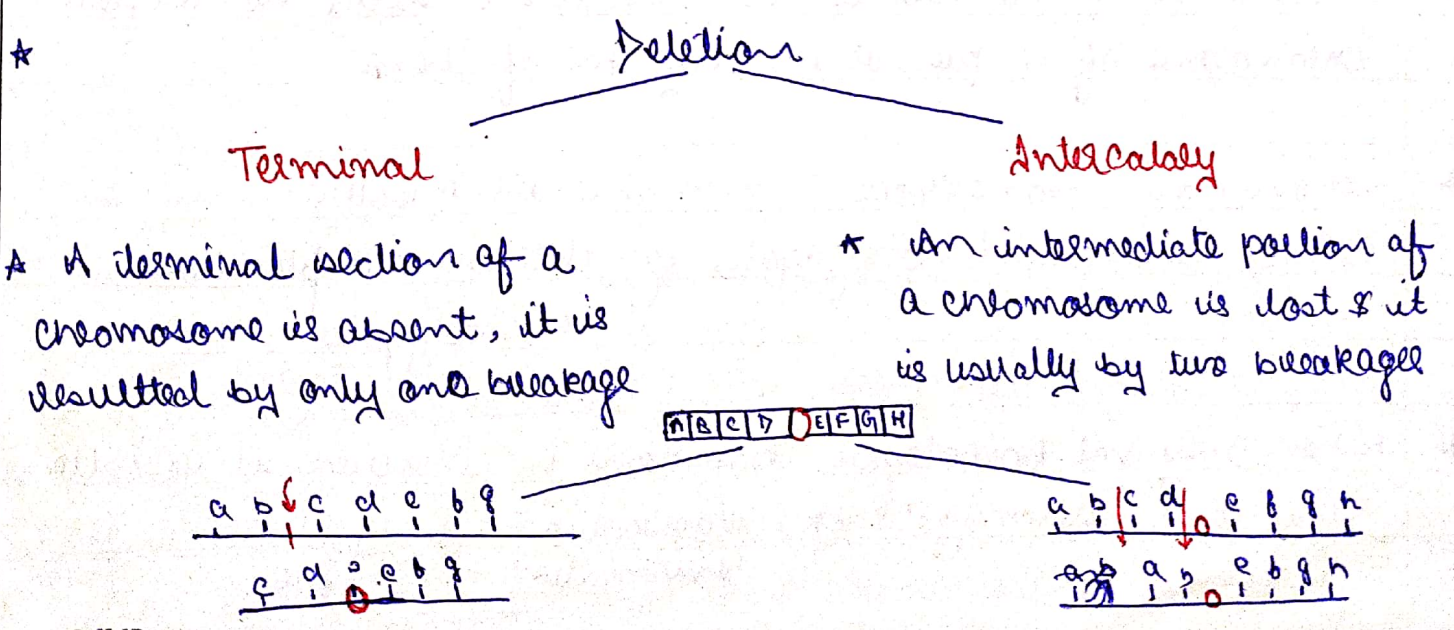 Deletion
Terminal
Intercalary
A terminal section of a
chromosome is absent, it is
resultted by only one breakage
An intermediate portion of
a chromosome is lost & it
is usually by two breakages
A B C D E F G H
a b c d e f g
c d e f g
a b c d e f g h
a b e f g h